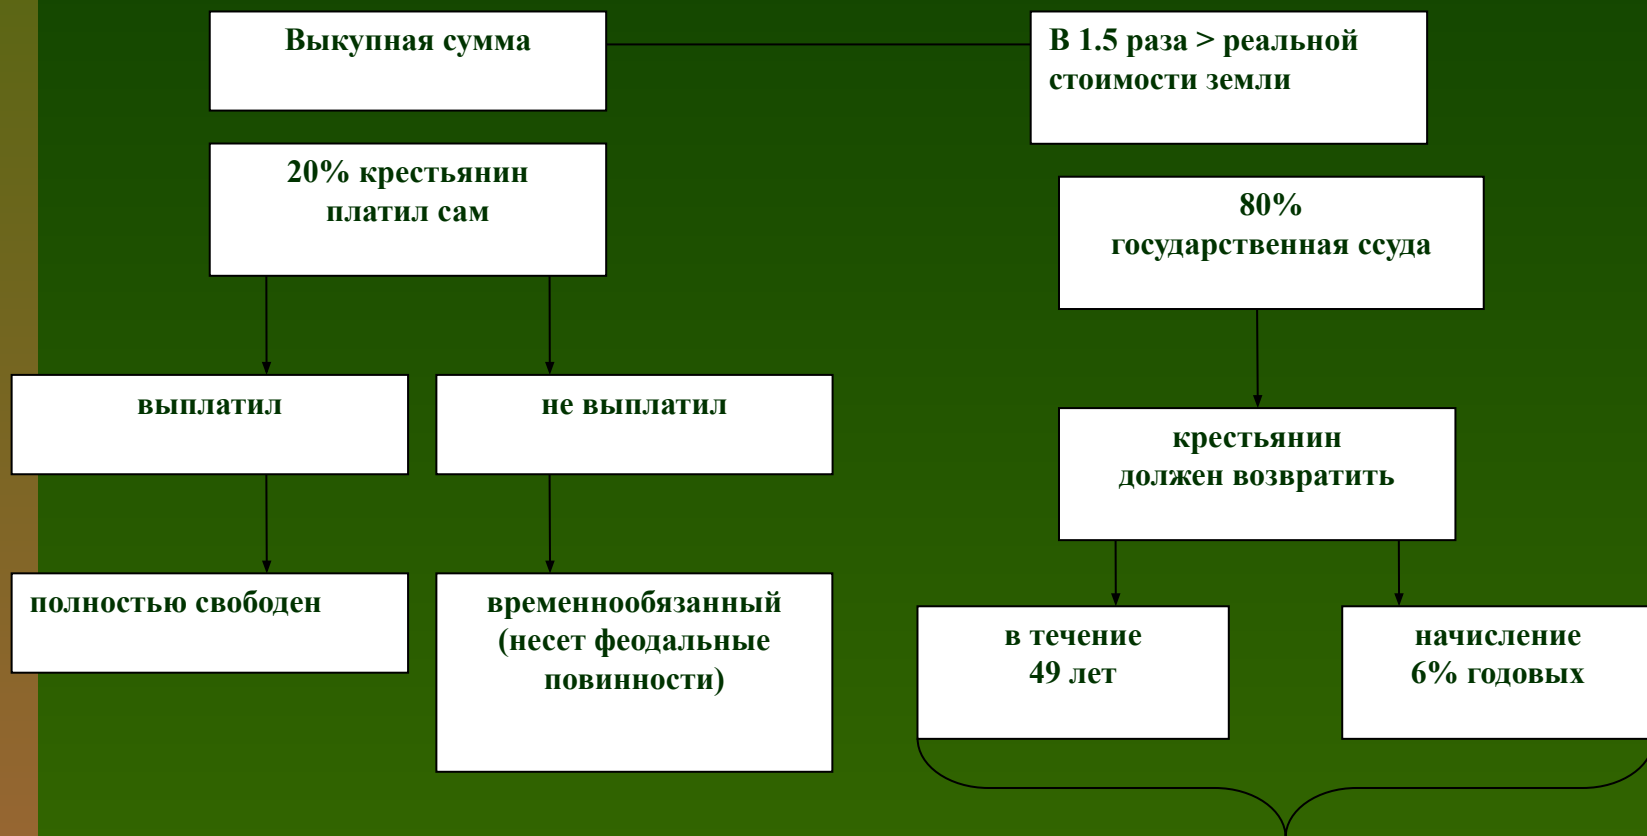 Выкупная сумма
В 1.5 раза > реальной
стоимости земли
20% крестьянин
платил сам
80%
государственная ссуда
выплатил
не выплатил
крестьянин
должен возвратить
полностью свободен
временнообязанный
(несет феодальные
повинности)
в течение
49 лет
начисление
6% годовых